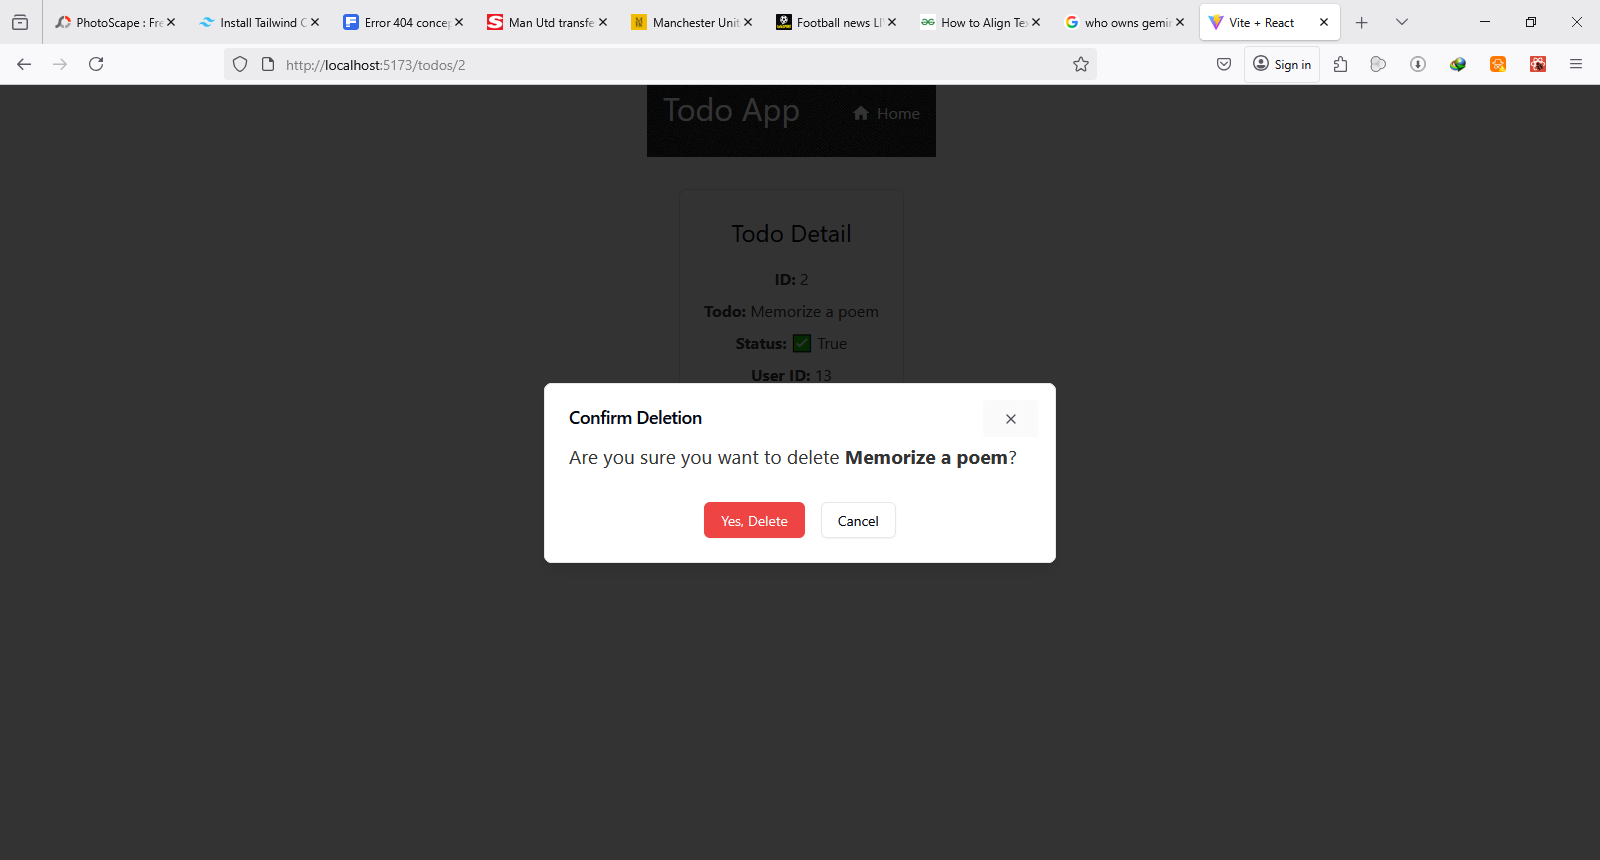 PhotoScape : Fre
Install Tailwind C
Error 404 concep
Man Utd transfe
Manchester Unit
Football news LI
How to Align Tex
who owns gemin
Vite + React
http://localhost:5173/todos/2
Sign in
Todo App
Home
Todo Detail
ID: 2
Todo: Memorize a poem
Status: ✅ True
User ID: 13
Confirm Deletion
Are you sure you want to delete Memorize a poem?
Yes, Delete
Cancel